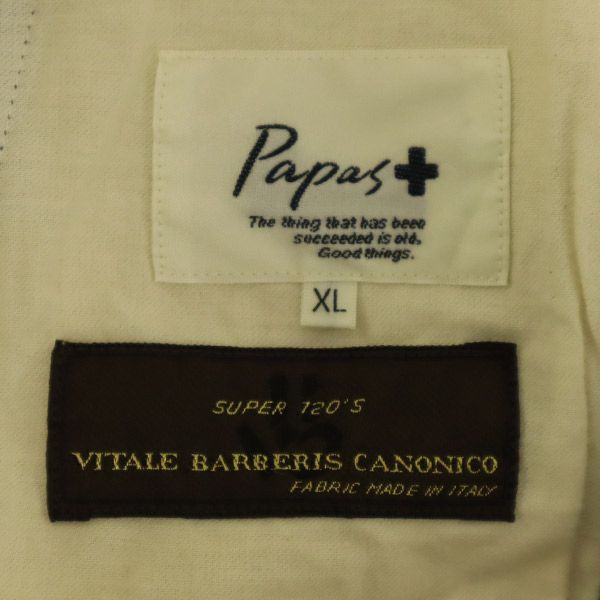 Papas+
The thing that has been
succeeded is old,
Good things.
XL
SUPER 120'S
VITALE BARBERIS CANONICO
FABRIC MADE IN ITALY